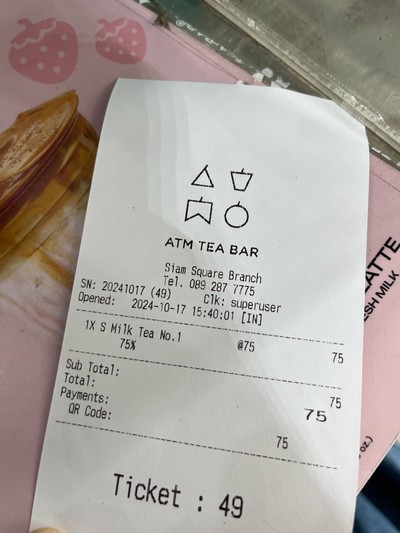 ATM TEA BAR
Siam Square Branch
Tel. 089 287 7775
SN: 20241017 (49) Clk: superuser
Opened: 2024-10-17 15:40:01 [IN]
1X S Milk Tea No.1 @75 75
75%
Sub Total: 75
Total: 75
Payments:
QR Code: 75
Ticket : 49
LATTE
ESH MILK
OZ.)